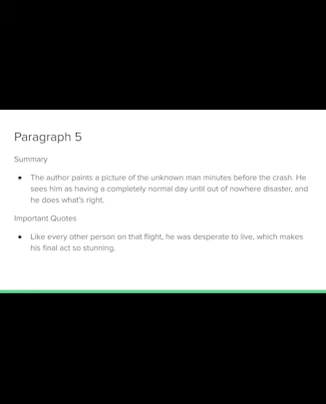 Paragraph 5
Summary
● The author paints a picture of the unknown man minutes before the crash. He
sees him as having a completely normal day until out of nowhere disaster, and
he does what's right.
Important Quotes
● Like every other person on that flight, he was desperate to live, which makes
his final act so stunning.